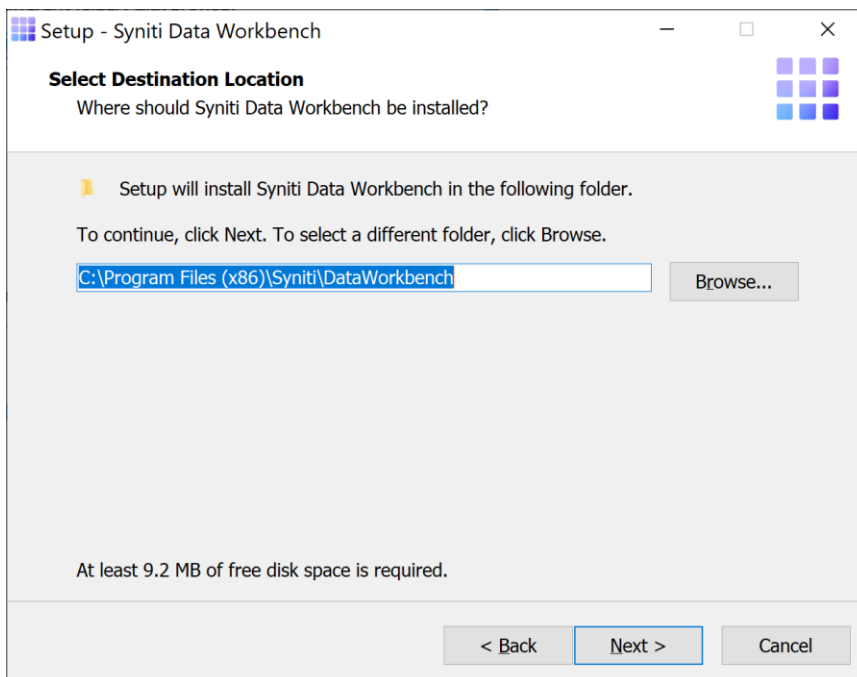 Setup - Syniti Data Workbench
Select Destination Location
Where should Syniti Data Workbench be installed?
Setup will install Syniti Data Workbench in the following folder.
To continue, click Next. To select a different folder, click Browse.
C:\Program Files (x86)\Syniti\DataWorkbench
Browse...
At least 9.2 MB of free disk space is required.
< Back
Next >
Cancel